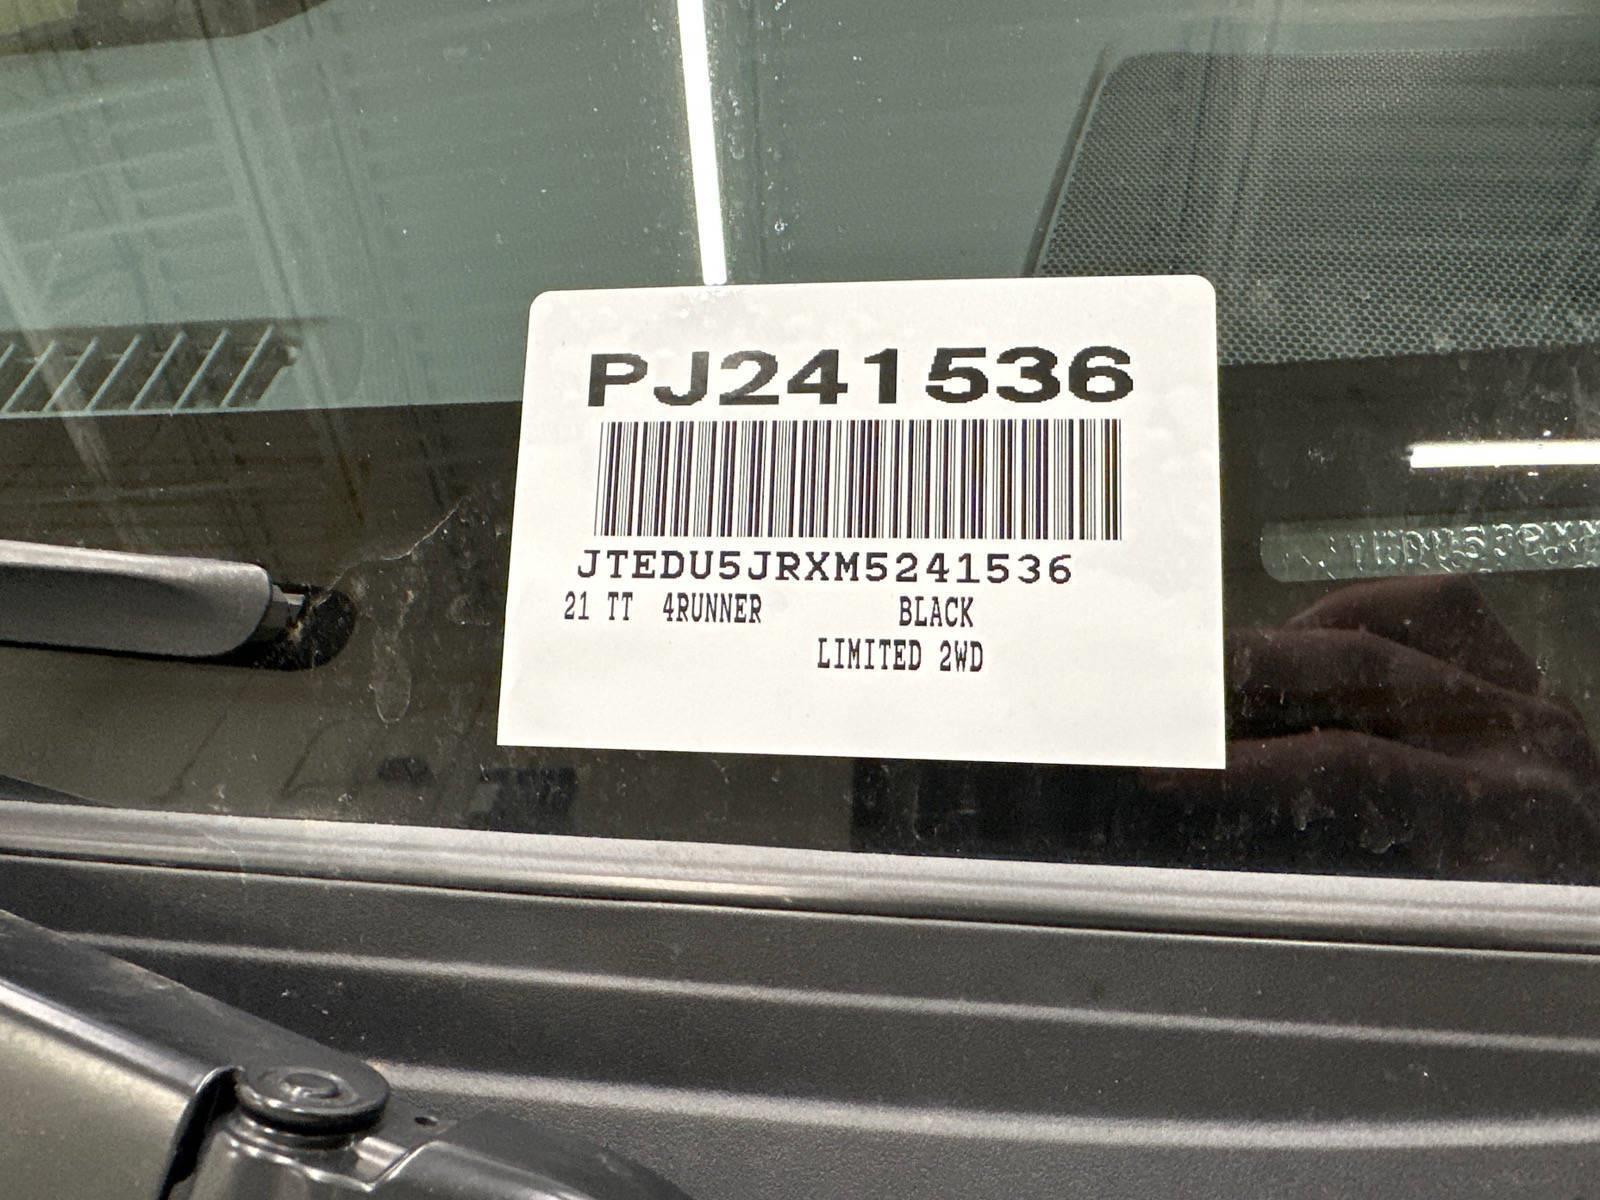 PJ241536
JTEDU5JRXM5241536
21 TT 4RUNNER BLACK
LIMITED 2WD